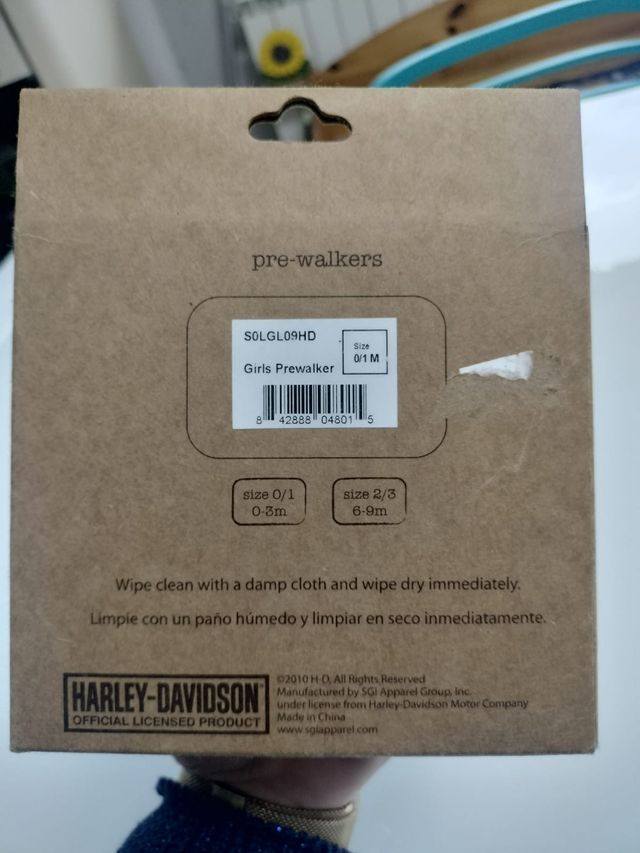 pre-walkers
S0LGL09HD
Size
0/1 M
Girls Prewalker
8 42888 04801 5
size 0/1
0-3m
size 2/3
6-9m
Wipe clean with a damp cloth and wipe dry immediately.
Limpie con un paño húmedo y limpiar en seco inmediatamente.
HARLEY-DAVIDSON
OFFICIAL LICENSED PRODUCT
©2010 H-D, All Rights Reserved
Manufactured by SGI Apparel Group, Inc.
under license from Harley-Davidson Motor Company
Made in China
www.sgiapparel.com